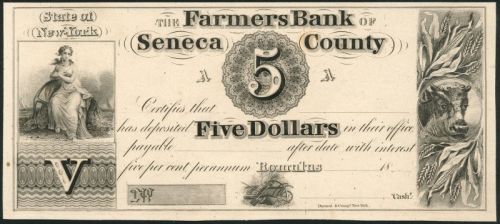 State of
New-York
THE Farmers Bank OF
Seneca County
5
A A
Certifies, that
has deposited Five Dollars in their office
payable after date with interest
five per cent per annum Romulus 18
V
No.
Cash.r